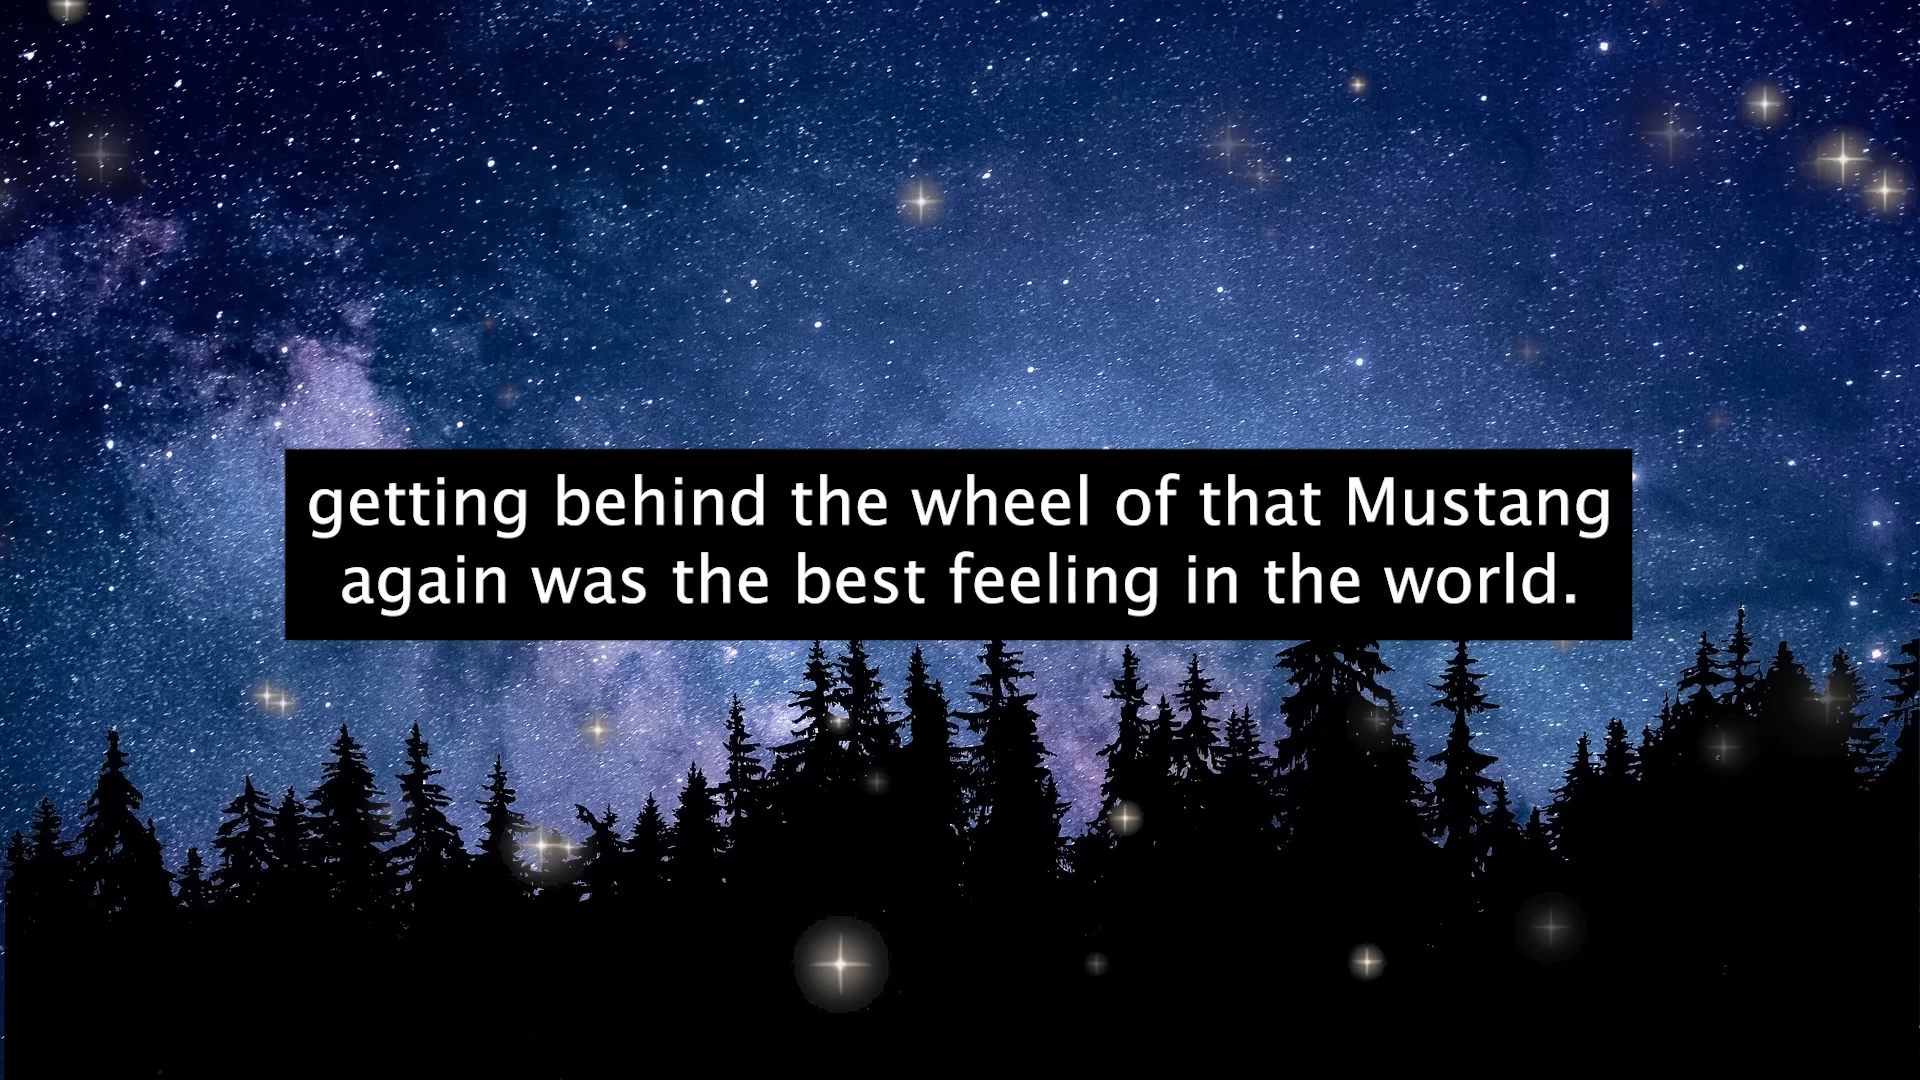 getting behind the wheel of that Mustang
again was the best feeling in the world.